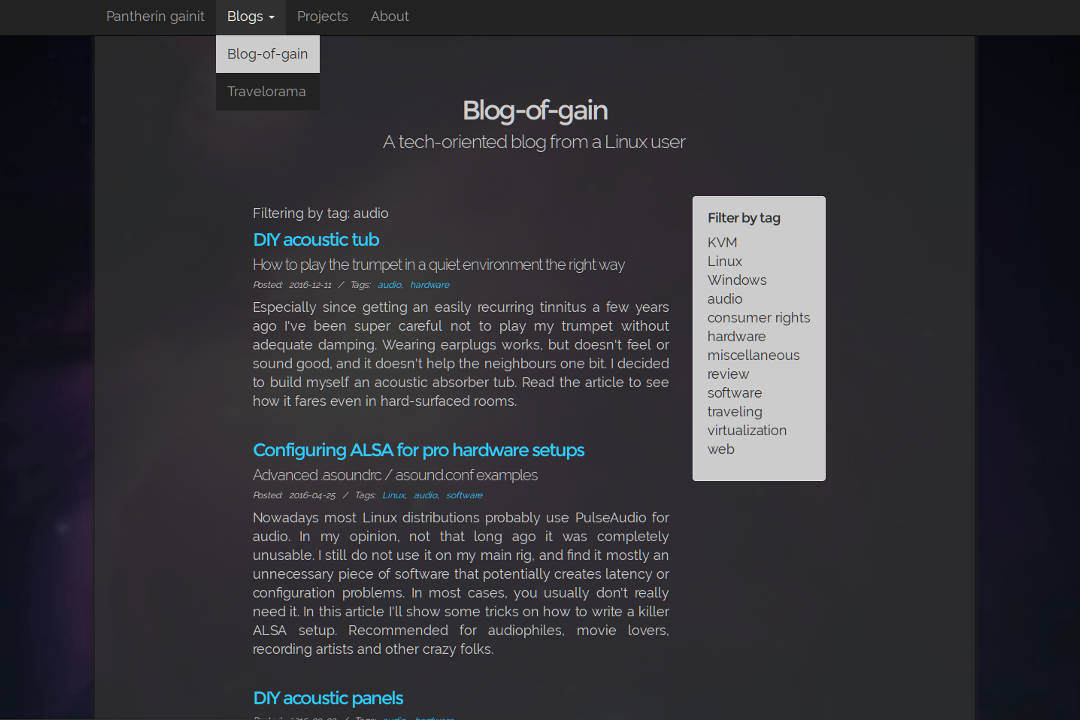 Pantherin gainit Blogs Projects About
Blog-of-gain
Travelorama
Blog-of-gain
A tech-oriented blog from a Linux user
Filtering by tag: audio
DIY acoustic tub
How to play the trumpet in a quiet environment the right way
Posted: 2016-12-11 / Tags: audio, hardware
Especially since getting an easily recurring tinnitus a few years
ago I've been super careful not to play my trumpet without
adequate damping. Wearing earplugs works, but doesn't feel or
sound good, and it doesn't help the neighbours one bit. I decided
to build myself an acoustic absorber tub. Read the article to see
how it fares even in hard-surfaced rooms.
Configuring ALSA for pro hardware setups
Advanced .asoundrc / asound.conf examples
Posted: 2016-04-25 / Tags: Linux, audio, software
Nowadays most Linux distributions probably use PulseAudio for
audio. In my opinion, not that long ago it was completely
unusable. I still do not use it on my main rig, and find it mostly an
unnecessary piece of software that potentially creates latency or
configuration problems. In most cases, you usually don't really
need it. In this article I'll show some tricks on how to write a killer
ALSA setup. Recommended for audiophiles, movie lovers,
recording artists and other crazy folks.
DIY acoustic panels
Filter by tag
KVM
Linux
Windows
audio
consumer rights
hardware
miscellaneous
review
software
traveling
virtualization
web